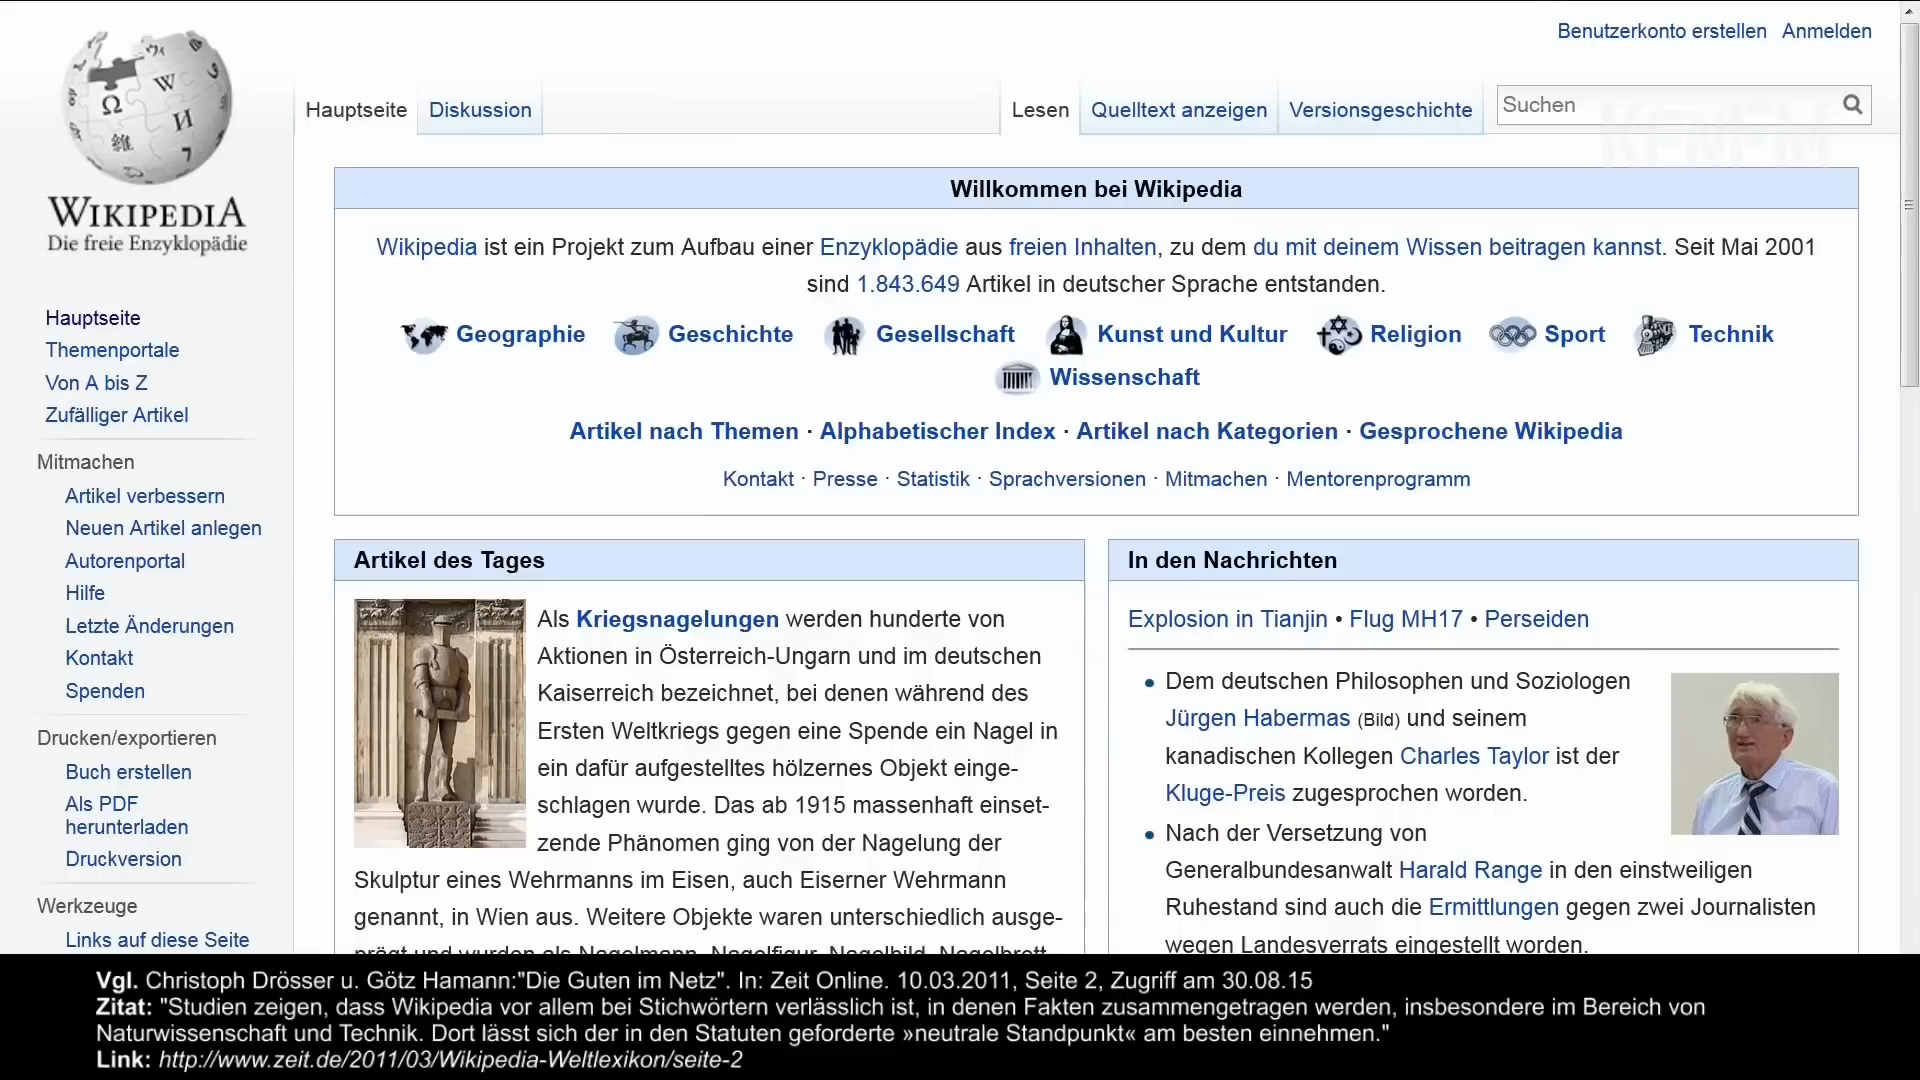 Benutzerkonto erstellen Anmelden
Hauptseite Diskussion Lesen Quelltext anzeigen Versionsgeschichte Suchen
KenFM
Ω W И 維 7
WIKIPEDIA
Die freie Enzyklopädie
Hauptseite
Themenportale
Von A bis Z
Zufälliger Artikel
Mitmachen
Artikel verbessern
Neuen Artikel anlegen
Autorenportal
Hilfe
Letzte Änderungen
Kontakt
Spenden
Drucken/exportieren
Buch erstellen
Als PDF
herunterladen
Druckversion
Werkzeuge
Links auf diese Seite
Willkommen bei Wikipedia
Wikipedia ist ein Projekt zum Aufbau einer Enzyklopädie aus freien Inhalten, zu dem du mit deinem Wissen beitragen kannst. Seit Mai 2001
sind 1.843.649 Artikel in deutscher Sprache entstanden.
Geographie Geschichte Gesellschaft Kunst und Kultur Religion Sport Technik
Wissenschaft
Artikel nach Themen · Alphabetischer Index · Artikel nach Kategorien · Gesprochene Wikipedia
Kontakt · Presse · Statistik · Sprachversionen · Mitmachen · Mentorenprogramm
Artikel des Tages
Als Kriegsnagelungen werden hunderte von
Aktionen in Österreich-Ungarn und im deutschen
Kaiserreich bezeichnet, bei denen während des
Ersten Weltkriegs gegen eine Spende ein Nagel in
ein dafür aufgestelltes hölzernes Objekt einge-
schlagen wurde. Das ab 1915 massenhaft einset-
zende Phänomen ging von der Nagelung der
Skulptur eines Wehrmanns im Eisen, auch Eiserner Wehrmann
genannt, in Wien aus. Weitere Objekte waren unterschiedlich ausge-
prägt und wurden als Nagelmann, Nagelfigur, Nagelbild, Nagelbrett,
In den Nachrichten
Explosion in Tianjin • Flug MH17 • Perseiden
• Dem deutschen Philosophen und Soziologen
Jürgen Habermas (Bild) und seinem
kanadischen Kollegen Charles Taylor ist der
Kluge-Preis zugesprochen worden.
• Nach der Versetzung von
Generalbundesanwalt Harald Range in den einstweiligen
Ruhestand sind auch die Ermittlungen gegen zwei Journalisten
wegen Landesverrats eingestellt worden.
Vgl. Christoph Drösser u. Götz Hamann:"Die Guten im Netz". In: Zeit Online. 10.03.2011, Seite 2, Zugriff am 30.08.15
Zitat: "Studien zeigen, dass Wikipedia vor allem bei Stichwörtern verlässlich ist, in denen Fakten zusammengetragen werden, insbesondere im Bereich von
Naturwissenschaft und Technik. Dort lässt sich der in den Statuten geforderte »neutrale Standpunkt« am besten einnehmen."
Link: http://www.zeit.de/2011/03/Wikipedia-Weltlexikon/seite-2